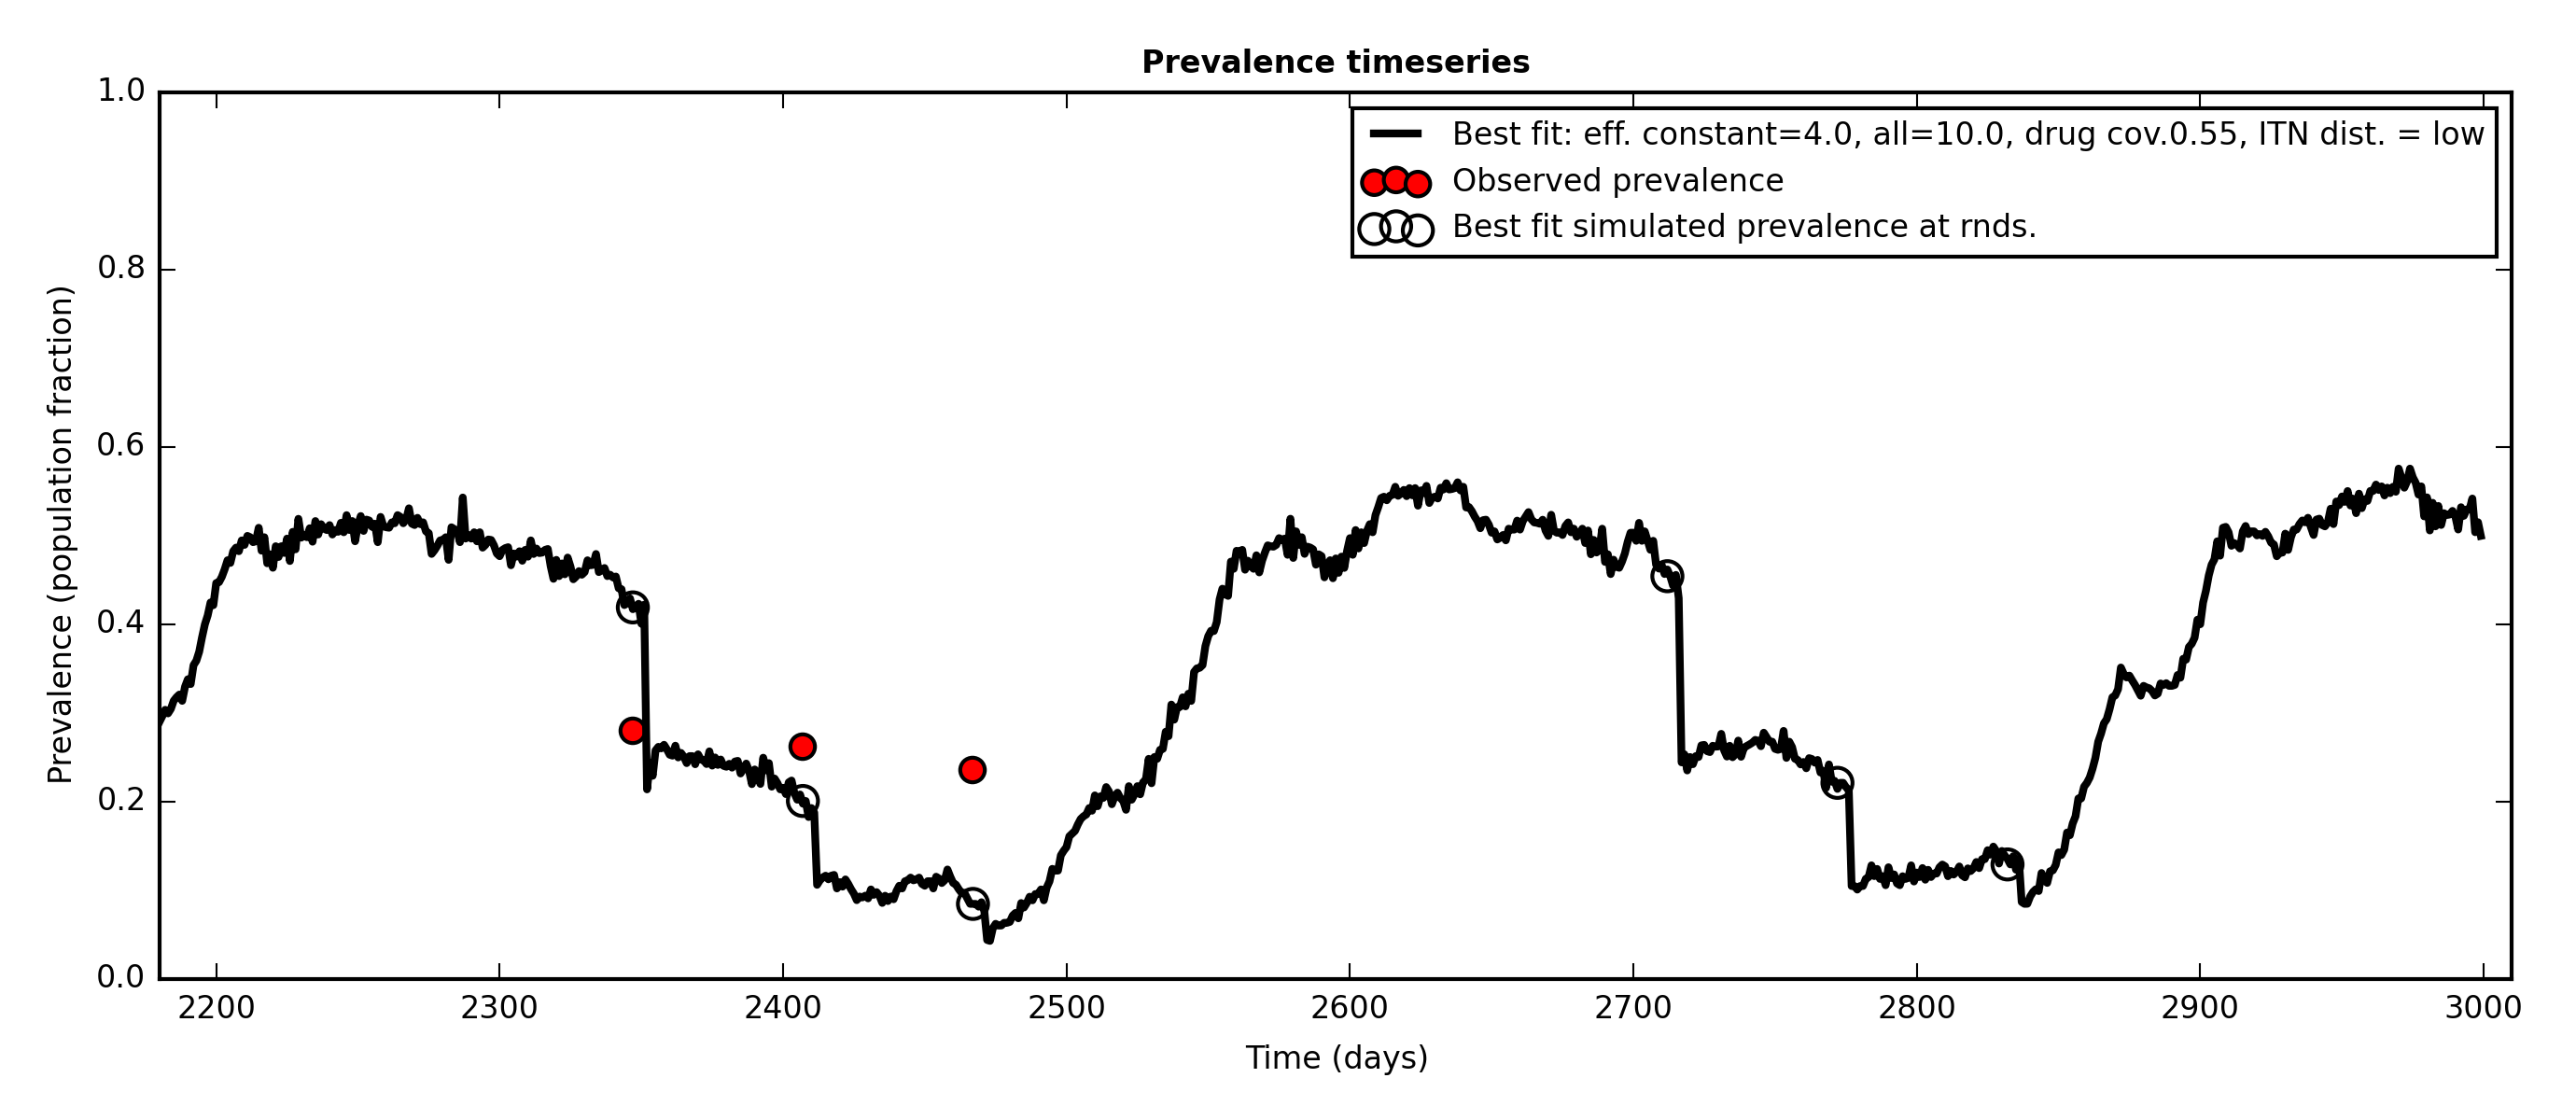 Prevalence timeseries
1.0
0.8
0.6
0.4
0.2
0.0
Prevalence (population fraction)
Best fit: eff. constant=4.0, all=10.0, drug cov.0.55, ITN dist. = low
Observed prevalence
Best fit simulated prevalence at rnds.
2200 2300 2400 2500 2600 2700 2800 2900 3000
Time (days)